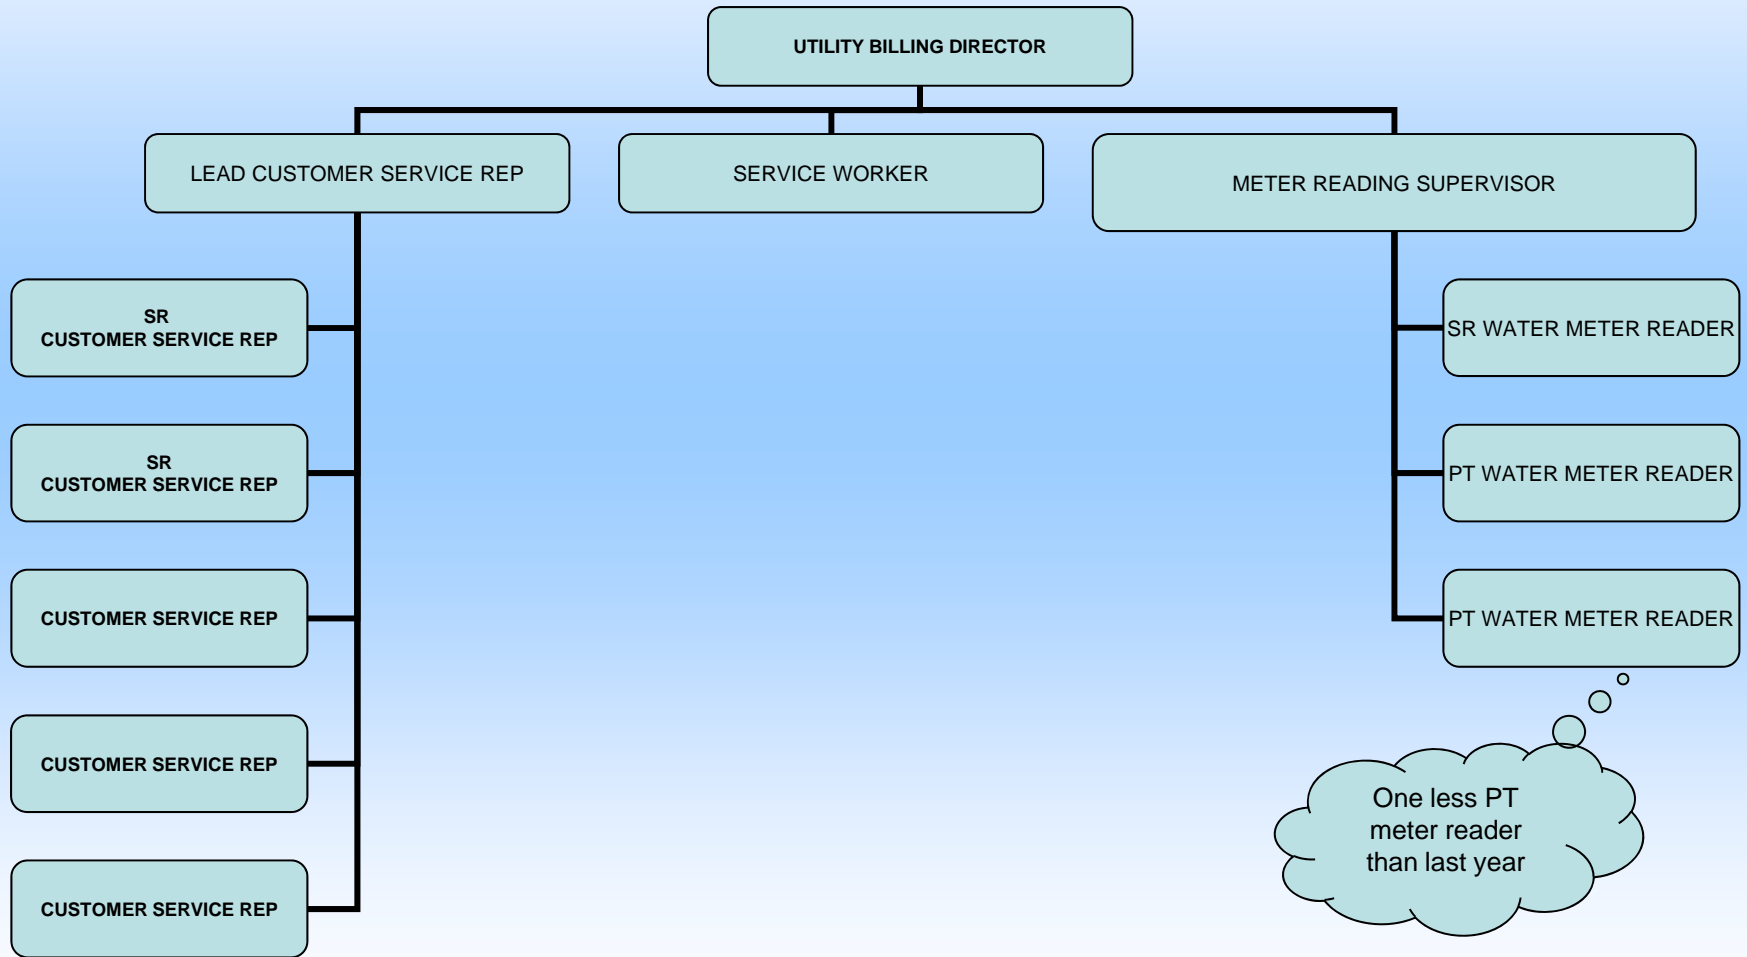 UTILITY BILLING DIRECTOR
LEAD CUSTOMER SERVICE REP
SERVICE WORKER
METER READING SUPERVISOR
SR
CUSTOMER SERVICE REP
SR
CUSTOMER SERVICE REP
CUSTOMER SERVICE REP
CUSTOMER SERVICE REP
CUSTOMER SERVICE REP
SR WATER METER READER
PT WATER METER READER
PT WATER METER READER
One less PT
meter reader
than last year